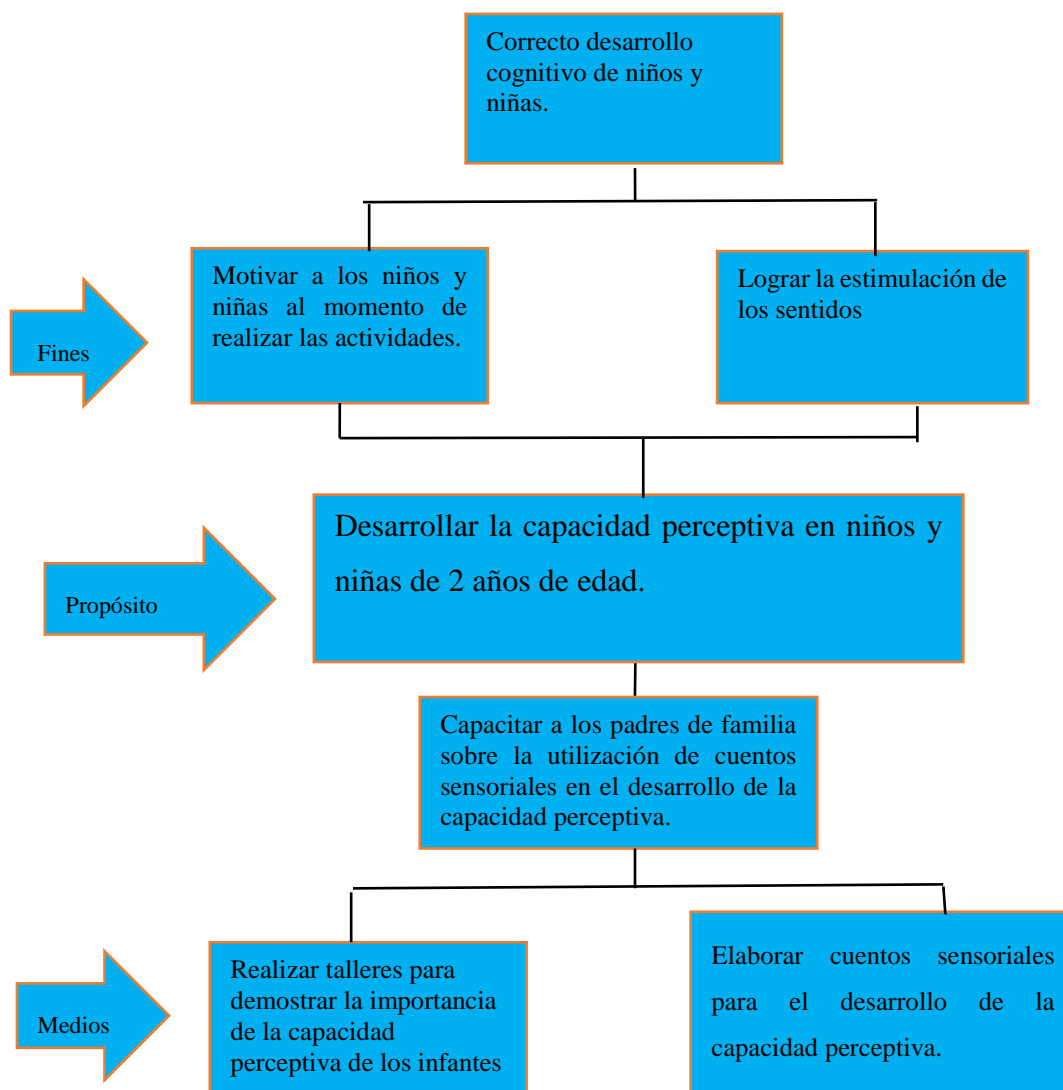 Correcto desarrollo
cognitivo de niños y
niñas.
Motivar a los niños y
niñas al momento de
realizar las actividades.
Lograr la estimulación de
los sentidos
Fines
Desarrollar la capacidad perceptiva en niños y
niñas de 2 años de edad.
Propósito
Capacitar a los padres de familia
sobre la utilización de cuentos
sensoriales en el desarrollo de la
capacidad perceptiva.
Realizar talleres para
demostrar la importancia
de la capacidad
perceptiva de los infantes
Elaborar cuentos sensoriales
para el desarrollo de la
capacidad perceptiva.
Medios